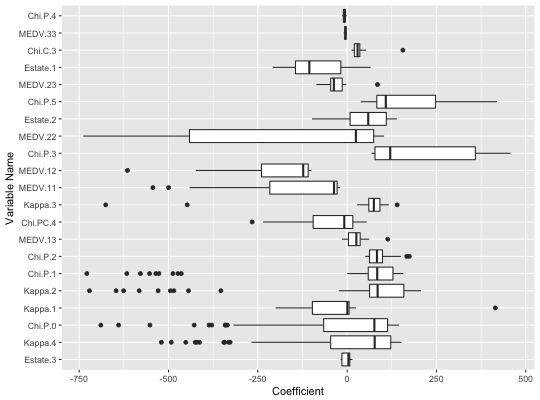 Chi.P.4
MEDV.33
Chi.C.3
Estate.1
MEDV.23
Chi.P.5
Estate.2
MEDV.22
Chi.P.3
MEDV.12
MEDV.11
Kappa.3
Chi.PC.4
MEDV.13
Chi.P.2
Chi.P.1
Kappa.2
Kappa.1
Chi.P.0
Kappa.4
Estate.3
Variable Name
-750 -500 -250 0 250 500
Coefficient